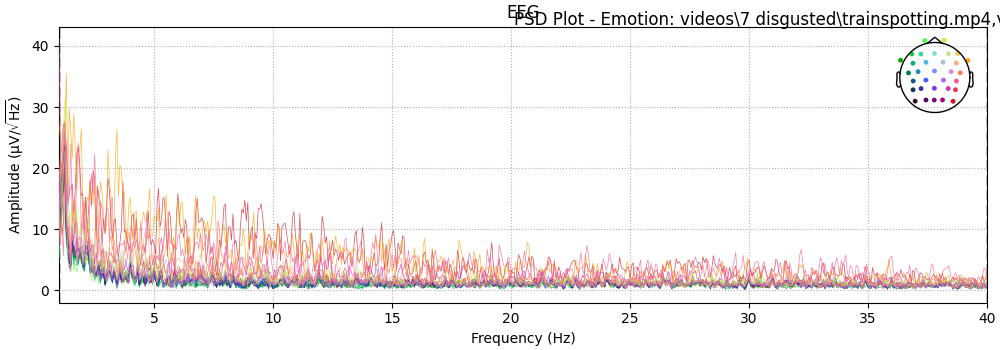 EEG
PSD Plot - Emotion: videos\7 disgusted\trainspotting.mp4,v
Amplitude (µV/√Hz)
40
30
20
10
0
5 10 15 20 25 30 35 40
Frequency (Hz)